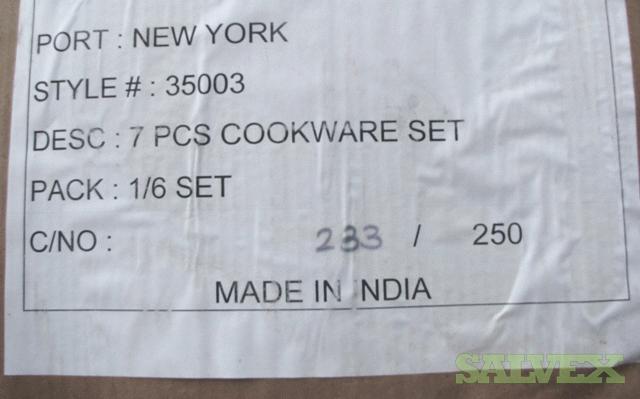 PORT : NEW YORK
STYLE # : 35003
DESC : 7 PCS COOKWARE SET
PACK : 1/6 SET
C/NO : 233 / 250
MADE IN INDIA
SALVEX